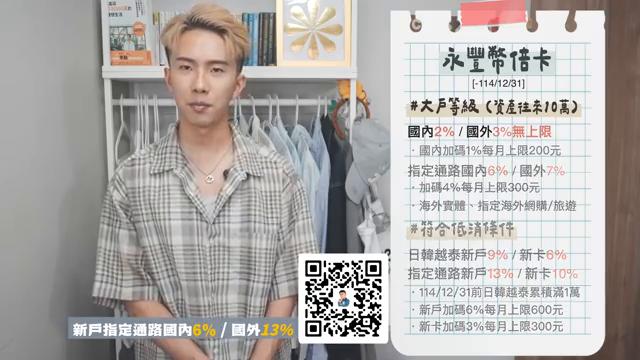 永豐幣倍卡
[-114/12/31]
#大戶等級(資產往來10萬)
國內2% / 國外3%無上限
·國內加碼1%每月上限200元
指定通路國內6% / 國外7%
·加碼4%每月上限300元
·海外實體、指定海外網購/旅遊
#符合低消條件
日韓越泰新戶9% / 新卡6%
指定通路新戶13% / 新卡10%
·114/12/31前日韓越泰累積滿1萬
·新戶加碼6%每月上限600元
·新卡加碼3%每月上限300元
新戶指定通路國內6% / 國外13%